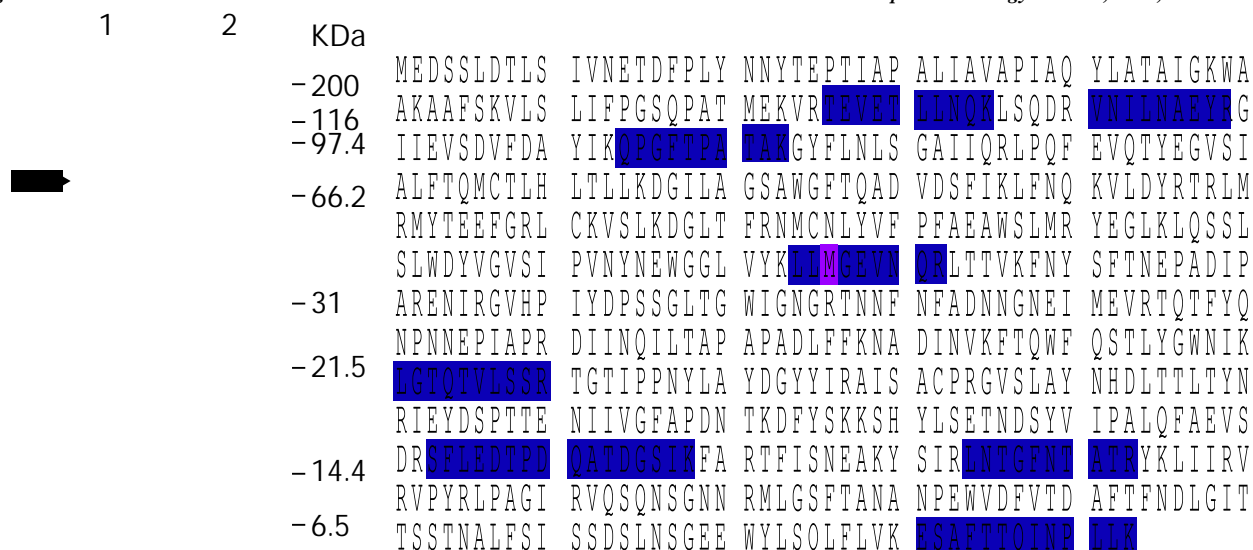 1 2 KDa
MEDSSLDTLS IVNETDFPLY NNYTEPTIAP ALIAVAPIAQ YLATAIGKWA
–200
AKAAFSKVLS LIFPGSQPAT MEKVRTEVET LLNQKLSQDR VNILNAEYRG
–116
–97.4
IIEVSDVFDA YIKQPGFTPA TAKGYFLNLS GAIIQRLPQF EVQTYEGVSI
ALFTQMCTLH LTLLKDGILA GSAWGFTQAD VDSFIKLFNQ KVLDYRTRLM
–66.2
RMYTEEFGRL CKVSLKDGLT FRNMCNLYVF PFAEAWSLMR YEGLKLQSSL
SLWDYVGVSI PVNYNEWGGL VYKLLMGEVN QRLTTVKFNY SFTNEPADIP
–31
ARENIRGVHP IYDPSSGLTG WIGNGRTNNF NFADNNGNEI MEVRTQTFYQ
NPNNEPIAPR DIINQILTAP APADLFFKNA DINVKFTQWF QSTLYGWNIK
–21.5
LGTQTVLSSR TGTIPPNYLA YDGYYIRAIS ACPRGVSLAY NHDLTTLTYN
RIEYDSPTTE NIIVGFAPDN TKDFYSKKSH YLSETNDSYV IPALQFAEVS
DRSFLEDTPD QATDGSIKFA RTFISNEAKY SIRLNTGFNT ATRYKLIIRV
–14.4
RVPYRLPAGI RVQSQNSGNN RMLGSFTANA NPEWVDFVTD AFTFNDLGIT
–6.5
TSSTNALFSI SSDSLNSGEE WYLSQLFLVK ESAFTTQINP LLK